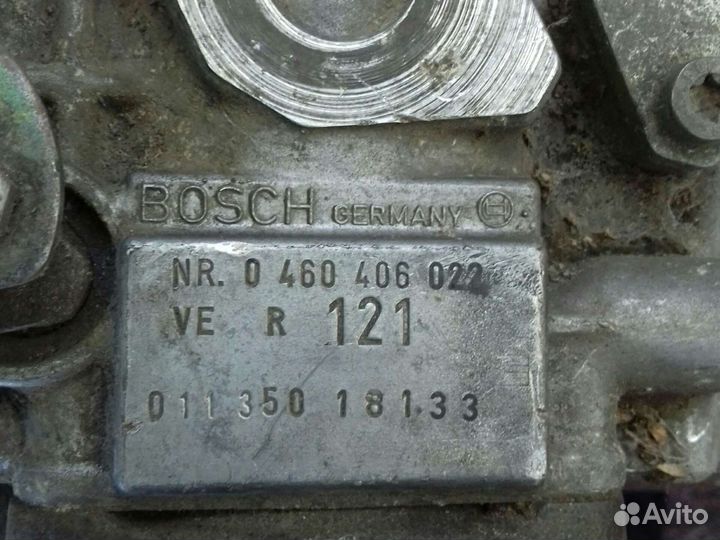 BOSCH GERMANY
NR. 0 460 406 022
VE R 121
011 350 18133
Avito